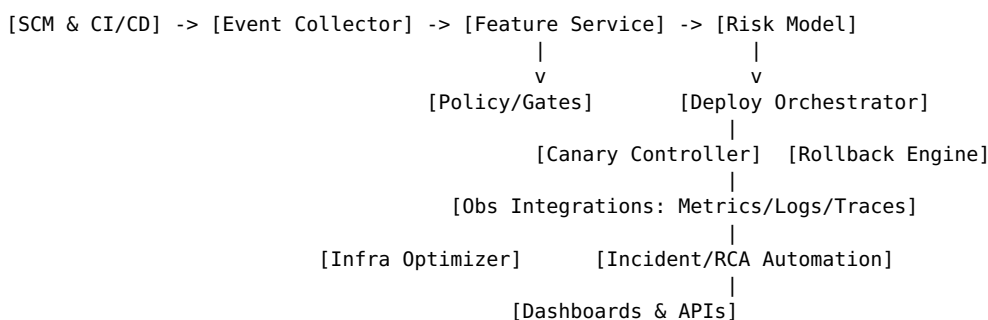 [SCM & CI/CD] -> [Event Collector] -> [Feature Service] -> [Risk Model]
| |
v v
[Policy/Gates] [Deploy Orchestrator]
|
[Canary Controller] [Rollback Engine]
|
[Obs Integrations: Metrics/Logs/Traces]
|
[Infra Optimizer] [Incident/RCA Automation]
|
[Dashboards & APIs]